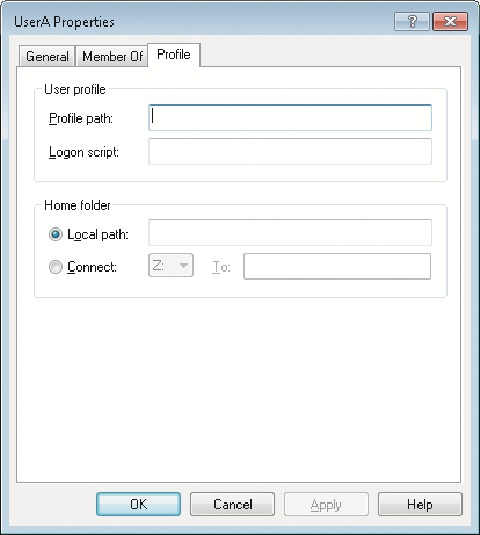 UserA Properties
General Member Of Profile
User profile
Profile path:
Logon script:
Home folder
Local path:
Connect: Z: To:
OK Cancel Apply Help